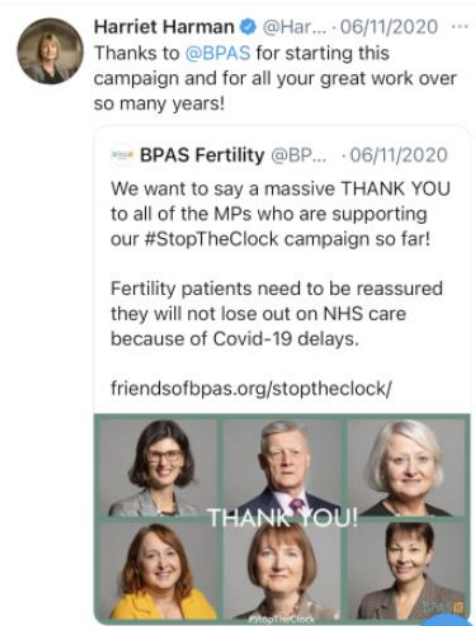 Harriet Harman @Har... · 06/11/2020 ...
Thanks to @BPAS for starting this
campaign and for all your great work over
so many years!
BPAS Fertility @BP... · 06/11/2020
We want to say a massive THANK YOU
to all of the MPs who are supporting
our #StopTheClock campaign so far!
Fertility patients need to be reassured
they will not lose out on NHS care
because of Covid-19 delays.
friendsofbpas.org/stoptheclock/
THANK YOU!
#StopTheClock
BPAS